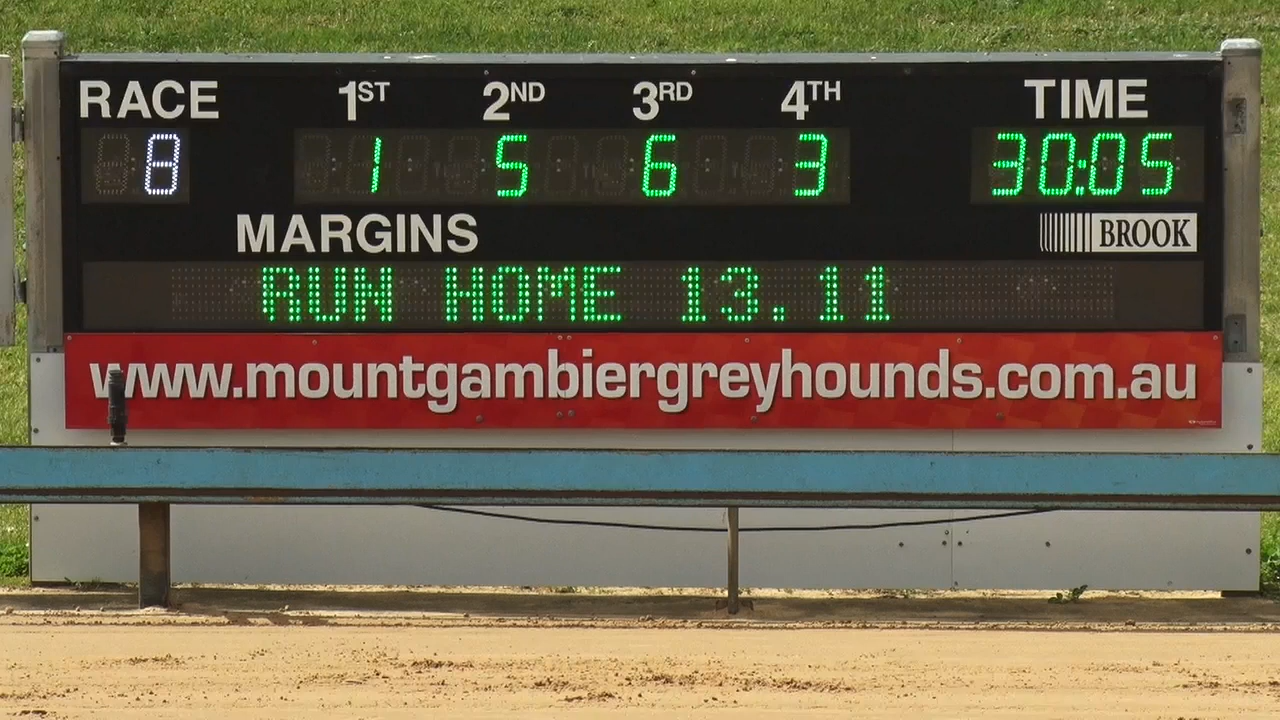 RACE 1ST 2ND 3RD 4TH TIME
8 1 5 6 3 30:05
MARGINS BROOK
RUN HOME 13.11
www.mountgambiergreyhounds.com.au